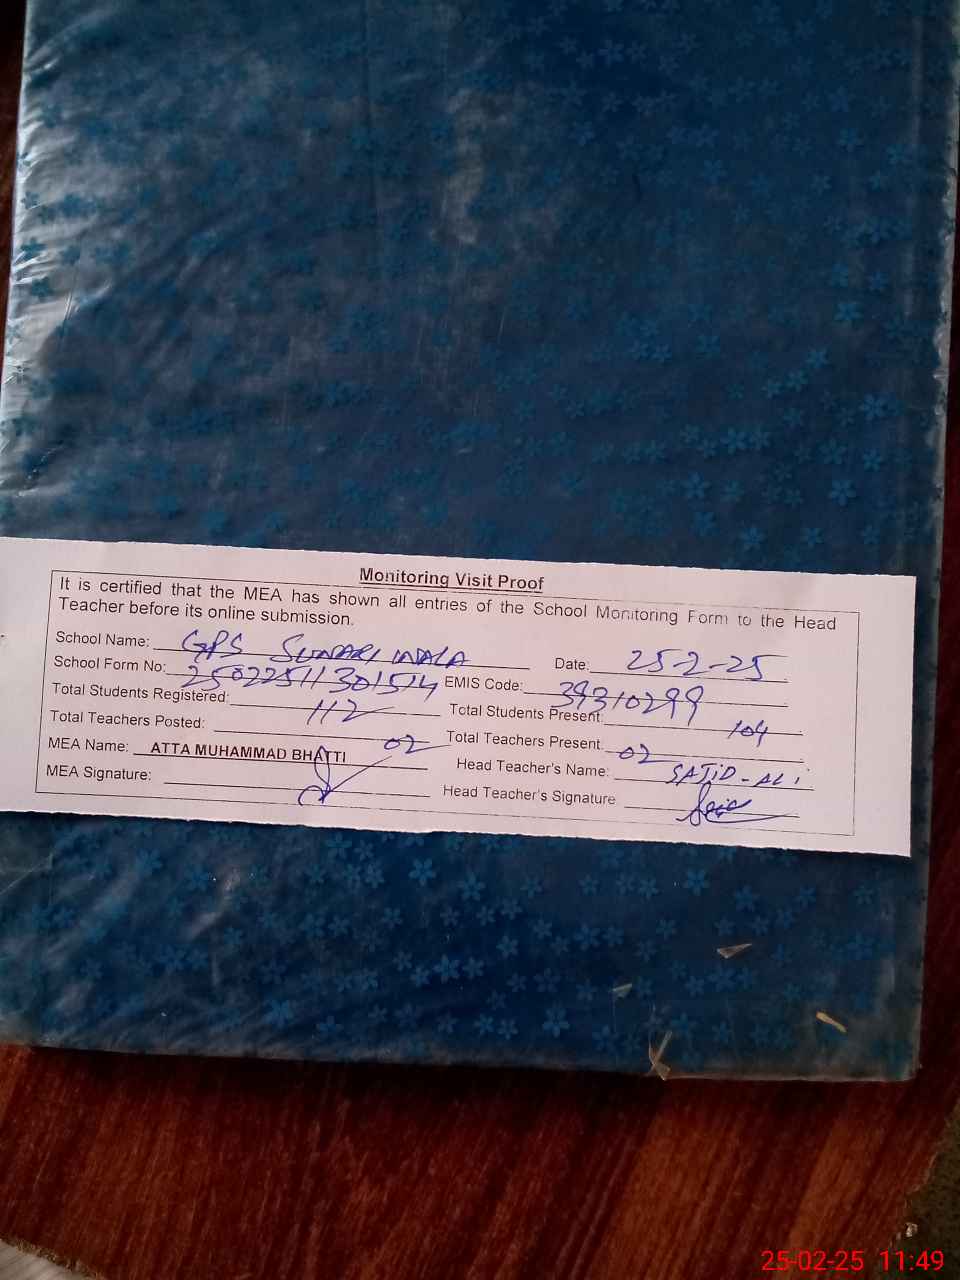 Monitoring Visit Proof
It is certified that the MEA has shown all entries of the School Monitoring Form to the Head
Teacher before its online submission.
School Name: GPS SUNARI WALA Date: 25-2-25
School Form No: 25022511301514 EMIS Code: 39310299
Total Students Registered: 112 Total Students Present: 104
Total Teachers Posted: 02 Total Teachers Present: 02
MEA Name: ATTA MUHAMMAD BHATTI Head Teacher's Name: SAJID-ALI
MEA Signature: Head Teacher's Signature
25-02-25 11:49